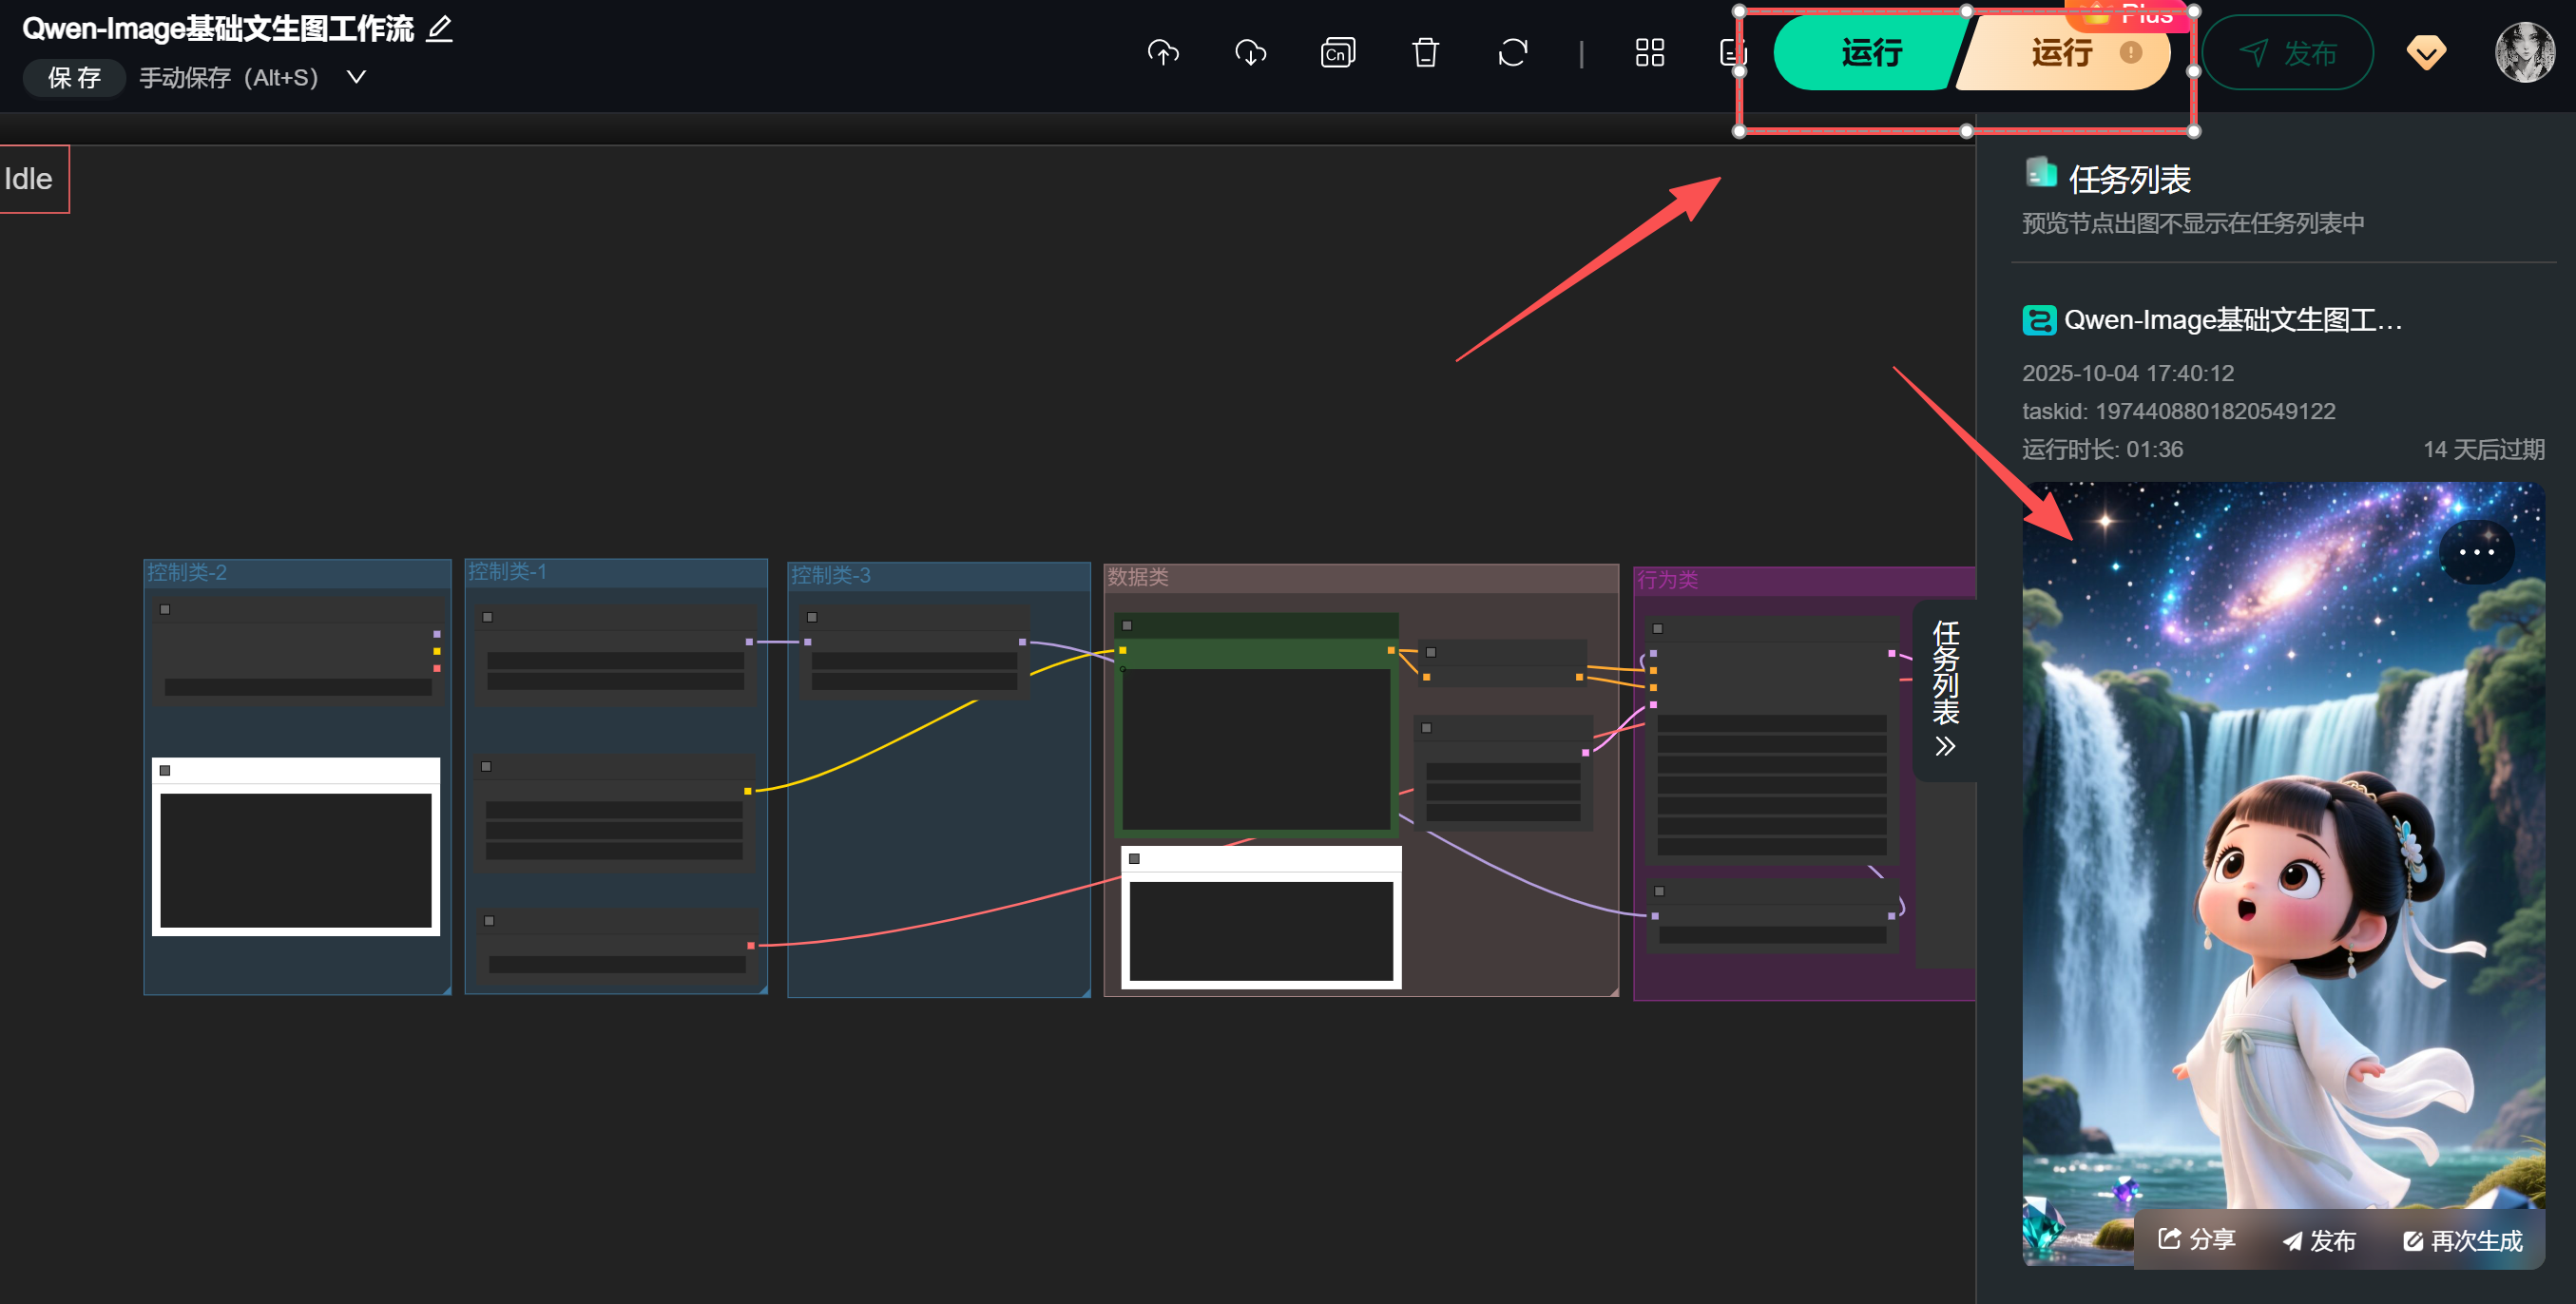 Qwen-Image基础文生图工作流
保存 手动保存（Alt+S）
Cn
运行
运行
Plus
发布
Idle
任务列表
预览节点出图不显示在任务列表中
Qwen-Image基础文生图工...
2025-10-04 17:40:12
taskid: 1974408801820549122
运行时长: 01:36
14 天后过期
控制类-2
控制类-1
控制类-3
数据类
行为类
任务列表
分享
发布
再次生成